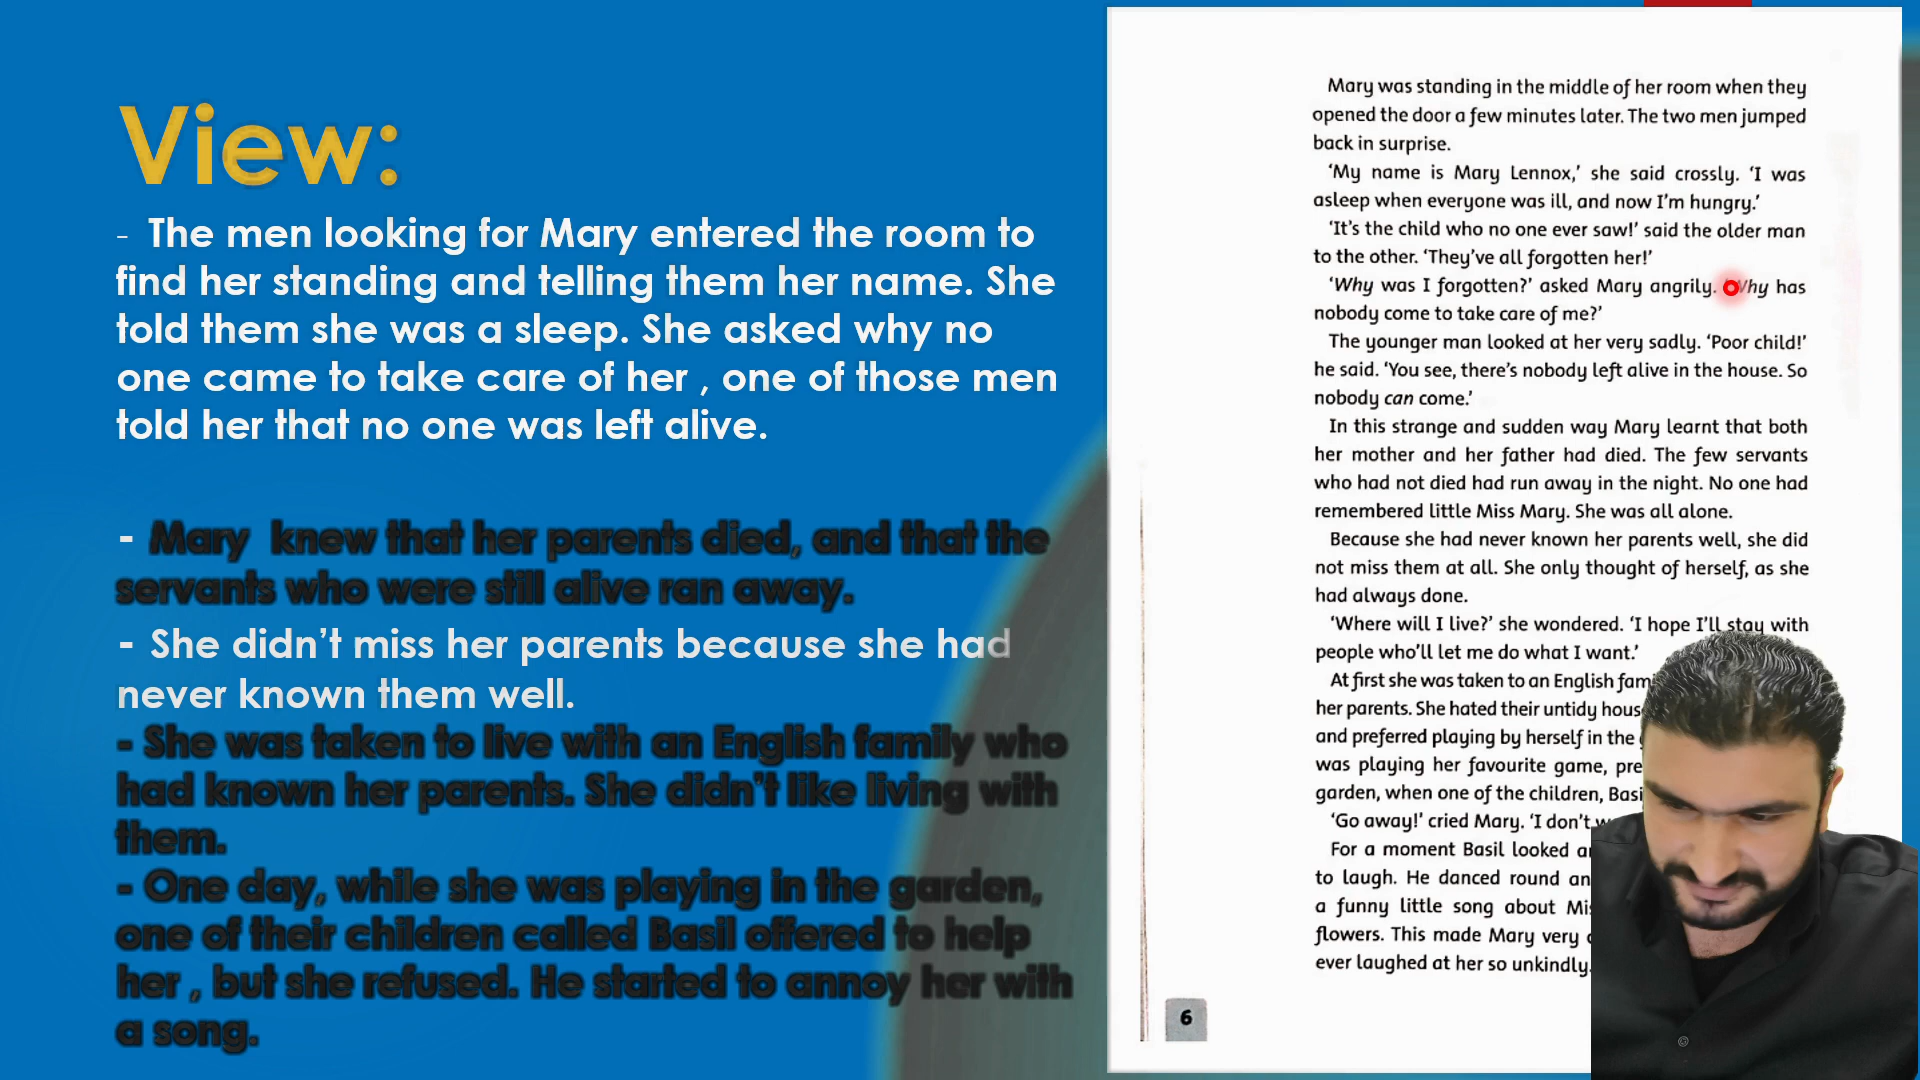 View:
- The men looking for Mary entered the room to
find her standing and telling them her name. She
told them she was a sleep. She asked why no
one came to take care of her , one of those men
told her that no one was left alive.
- Mary knew that her parents died, and that the
servants who were still alive ran away.
- She didn't miss her parents because she had
never known them well.
- She was taken to live with an English family who
had known her parents. She didn't like living with
them.
- One day, while she was playing in the garden,
one of their children called Basil offered to help
her , but she refused. He started to annoy her with
a song.
Mary was standing in the middle of her room when they
opened the door a few minutes later. The two men jumped
back in surprise.
'My name is Mary Lennox,' she said crossly. 'I was
asleep when everyone was ill, and now I'm hungry.'
'It's the child who no one ever saw!' said the older man
to the other. 'They've all forgotten her!'
'Why was I forgotten?' asked Mary angrily. 'Why has
nobody come to take care of me?'
The younger man looked at her very sadly. 'Poor child!'
he said. 'You see, there's nobody left alive in the house. So
nobody can come.'
In this strange and sudden way Mary learnt that both
her mother and her father had died. The few servants
who had not died had run away in the night. No one had
remembered little Miss Mary. She was all alone.
Because she had never known her parents well, she did
not miss them at all. She only thought of herself, as she
had always done.
'Where will I live?' she wondered. 'I hope I'll stay with
people who'll let me do what I want.'
At first she was taken to an English
her parents. She hated their untidy
and preferred playing by herself in the
was playing her favourite game,
garden, when one of the children,
'Go away!' cried Mary. 'I don't
For a moment Basil looked
to laugh. He danced round
a funny little song about
flowers. This made Mary very
ever laughed at her so unkindly.
6